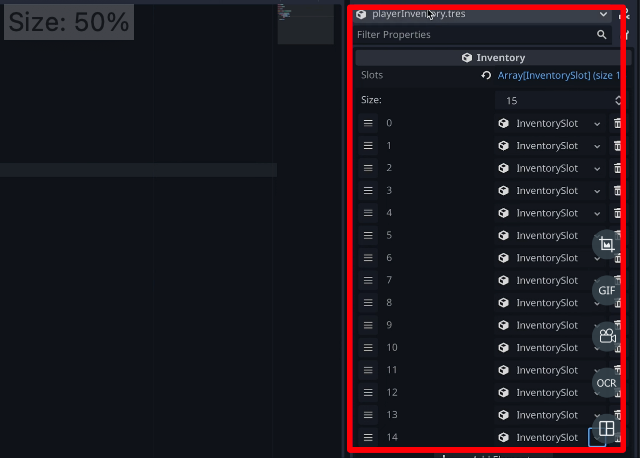 Size: 50%
playerInventory.tres
Filter Properties
Inventory
Slots Array[InventorySlot] (size 1
Size: 15
0 InventorySlot
1 InventorySlot
2 InventorySlot
3 InventorySlot
4 InventorySlot
5 InventorySlot
6 InventorySlot
7 InventorySlot
8 InventorySlot
9 InventorySlot
10 InventorySlot
11 InventorySlot
12 InventorySlot
13 InventorySlot
14 InventorySlot
GIF
OCR